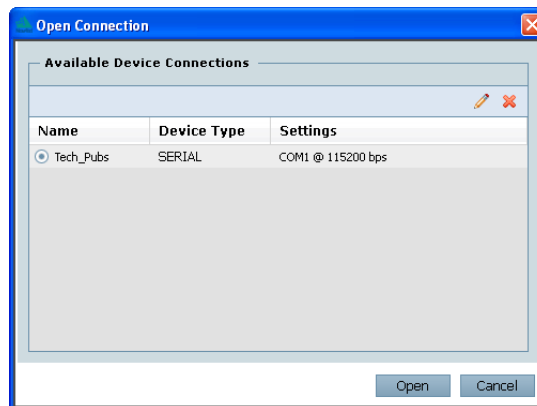 Open Connection
Available Device Connections
Name Device Type Settings
Tech_Pubs SERIAL COM1 @ 115200 bps
Open Cancel